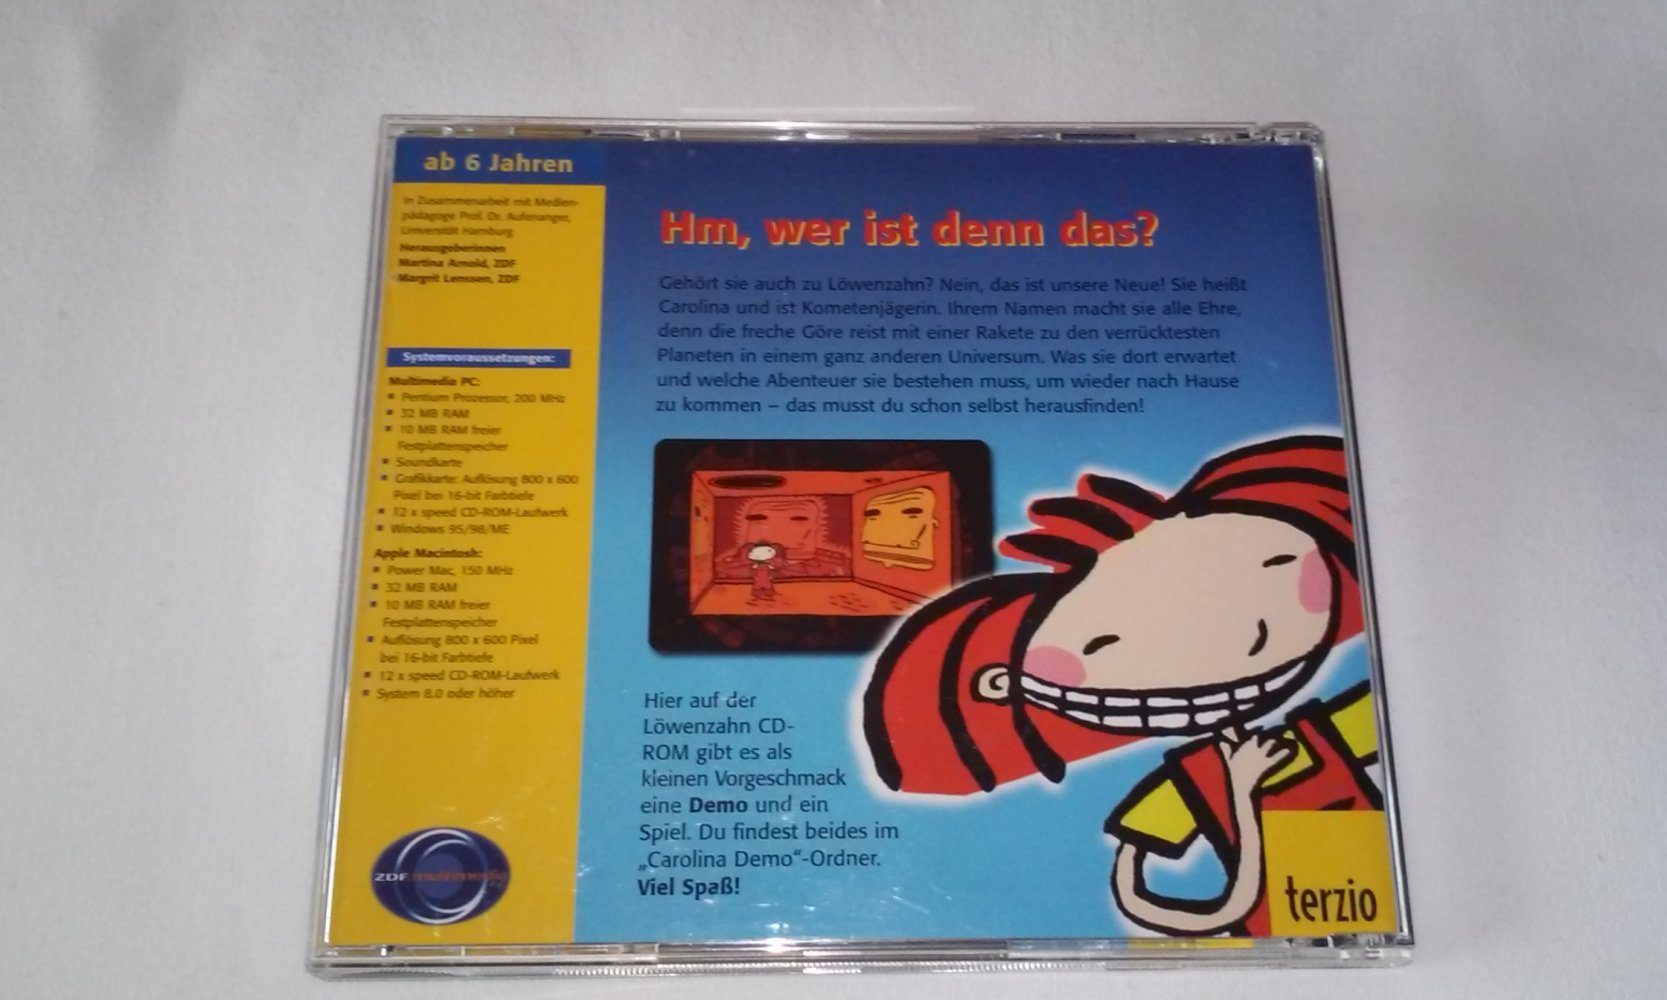 ab 6 Jahren
In Zusammenarbeit mit Medien-
pädagoge Prof. Dr. Aufenanger,
Universität Hamburg
Herausgeberinnen
Martina Arnold, ZDF
Margrit Lenssen, ZDF
Systemvoraussetzungen:
Multimedia PC:
▪ Pentium Prozessor, 200 MHz
▪ 32 MB RAM
▪ 10 MB RAM freier
Festplattenspeicher
▪ Soundkarte
▪ Grafikkarte: Auflösung 800 x 600
Pixel bei 16-bit Farbtiefe
▪ 12 x speed CD-ROM-Laufwerk
▪ Windows 95/98/ME
Apple Macintosh:
▪ Power Mac, 150 MHz
▪ 32 MB RAM
▪ 10 MB RAM freier
Festplattenspeicher
▪ Auflösung 800 x 600 Pixel
bei 16-bit Farbtiefe
▪ 12 x speed CD-ROM-Laufwerk
▪ System 8.0 oder höher
ZDF multimedia
Hm, wer ist denn das?
Gehört sie auch zu Löwenzahn? Nein, das ist unsere Neue! Sie heißt
Carolina und ist Kometenjägerin. Ihrem Namen macht sie alle Ehre,
denn die freche Göre reist mit einer Rakete zu den verrücktesten
Planeten in einem ganz anderen Universum. Was sie dort erwartet
und welche Abenteuer sie bestehen muss, um wieder nach Hause
zu kommen – das musst du schon selbst herausfinden!
Hier auf der
Löwenzahn CD-
ROM gibt es als
kleinen Vorgeschmack
eine Demo und ein
Spiel. Du findest beides im
„Carolina Demo“-Ordner.
Viel Spaß!
terzio